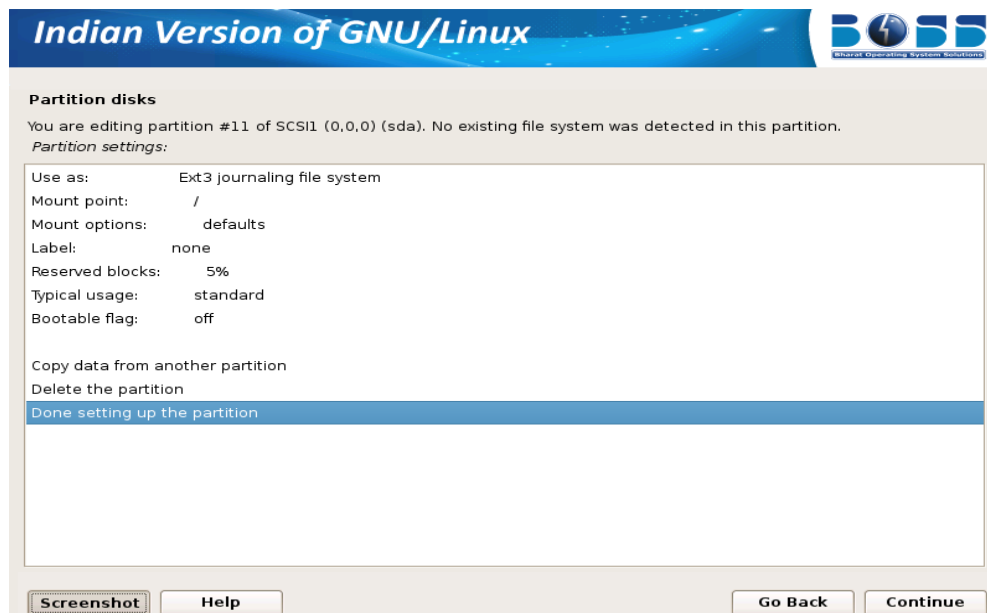 Indian Version of GNU/Linux
BOSS
Bharat Operating System Solutions
Partition disks
You are editing partition #11 of SCSI1 (0,0,0) (sda). No existing file system was detected in this partition.
Partition settings:
Use as: Ext3 journaling file system
Mount point: /
Mount options: defaults
Label: none
Reserved blocks: 5%
Typical usage: standard
Bootable flag: off
Copy data from another partition
Delete the partition
Done setting up the partition
Screenshot Help Go Back Continue